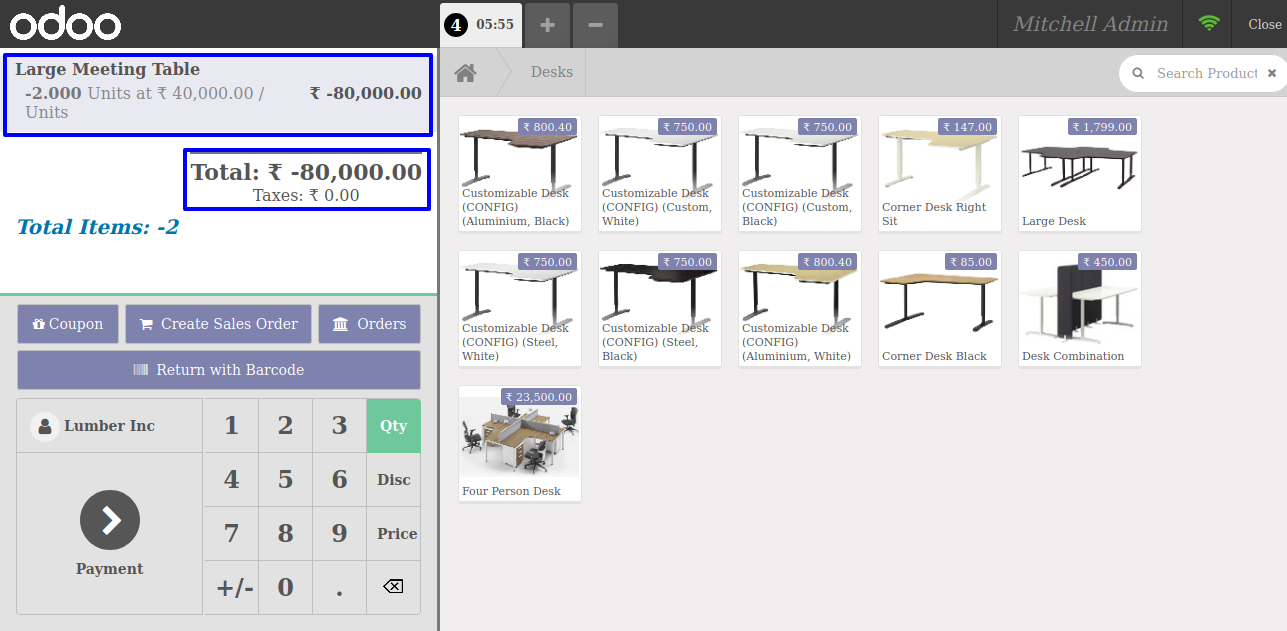 odoo
4 05:55 + −
Mitchell Admin
Close
Desks
Search Product
Large Meeting Table
-2.000 Units at ₹ 40,000.00 / Units
₹ -80,000.00
Total: ₹ -80,000.00
Taxes: ₹ 0.00
Total Items: -2
Coupon
Create Sales Order
Orders
Return with Barcode
Lumber Inc
1 2 3 Qty
4 5 6 Disc
7 8 9 Price
+/- 0 .
Payment
₹ 800.40
Customizable Desk (CONFIG) (Aluminium, Black)
₹ 750.00
Customizable Desk (CONFIG) (Custom, White)
₹ 750.00
Customizable Desk (CONFIG) (Custom, Black)
₹ 147.00
Corner Desk Right Sit
₹ 1,799.00
Large Desk
₹ 750.00
Customizable Desk (CONFIG) (Steel, White)
₹ 750.00
Customizable Desk (CONFIG) (Steel, Black)
₹ 800.40
Customizable Desk (CONFIG) (Aluminium, White)
₹ 85.00
Corner Desk Black
₹ 450.00
Desk Combination
₹ 23,500.00
Four Person Desk